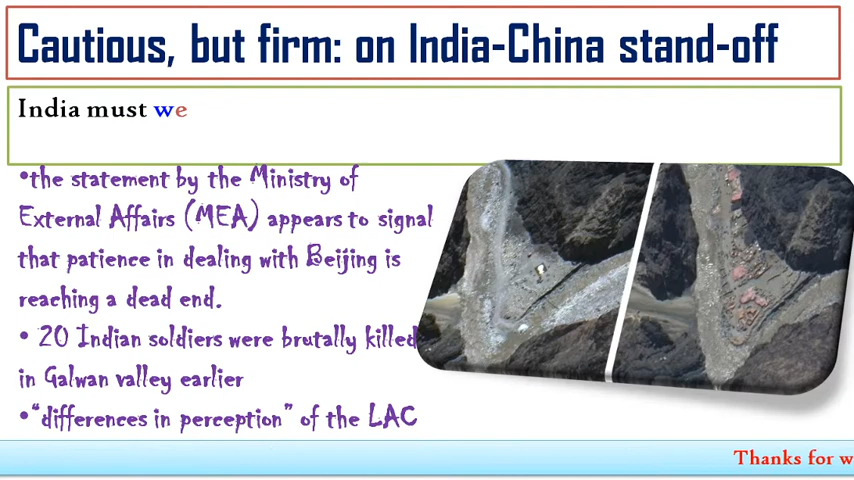 Cautious, but firm: on India-China stand-off
India must we
•the statement by the Ministry of
External Affairs (MEA) appears to signal
that patience in dealing with Beijing is
reaching a dead end.
• 20 Indian soldiers were brutally killed
in Galwan valley earlier
•“differences in perception” of the LAC
Thanks for w